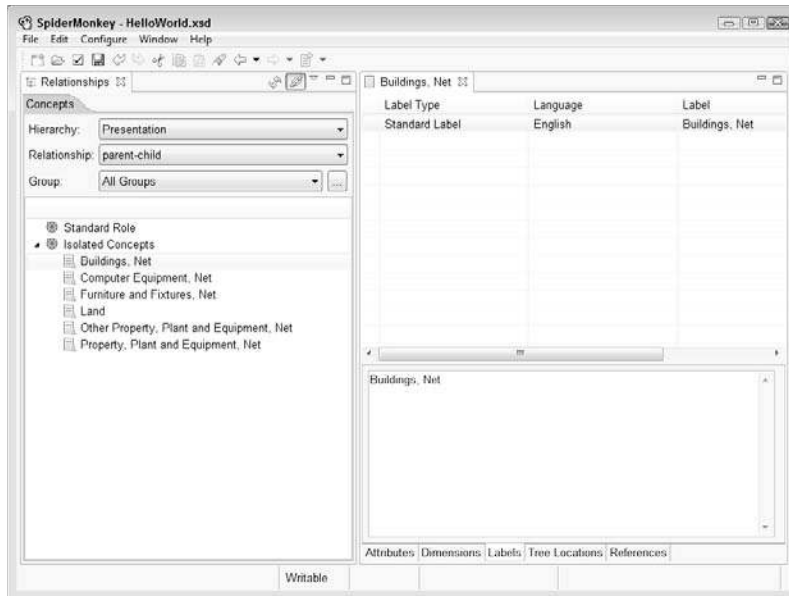 SpiderMonkey - HelloWorld.xsd
File Edit Configure Window Help
Relationships
Concepts
Hierarchy: Presentation
Relationship: parent-child
Group: All Groups ...
Standard Role
Isolated Concepts
Buildings, Net
Computer Equipment, Net
Furniture and Fixtures, Net
Land
Other Property, Plant and Equipment, Net
Property, Plant and Equipment, Net
Buildings, Net
Label Type Language Label
Standard Label English Buildings, Net
Buildings, Net
Attributes Dimensions Labels Tree Locations References
Writable